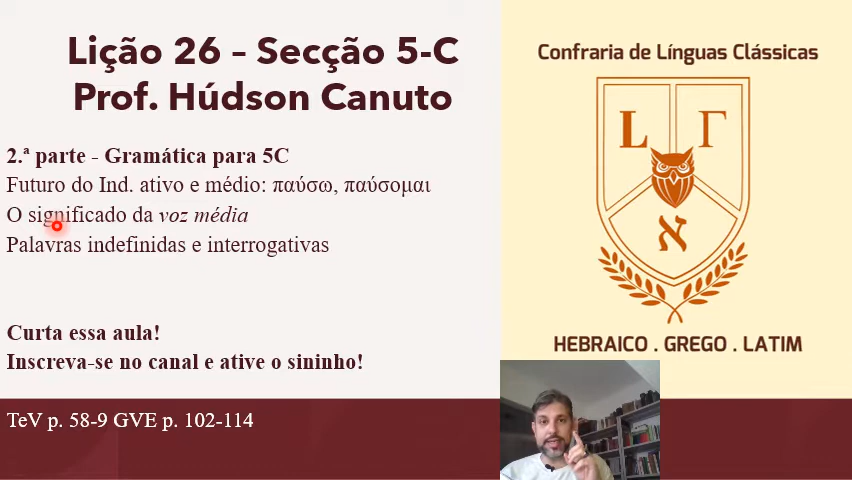 Lição 26 – Secção 5-C
Prof. Húdson Canuto
2.ª parte - Gramática para 5C
Futuro do Ind. ativo e médio: παύσω, παύσομαι
O significado da voz média
Palavras indefinidas e interrogativas
Curta essa aula!
Inscreva-se no canal e ative o sininho!
TeV p. 58-9 GVE p. 102-114
Confraria de Línguas Clássicas
L Γ
א
HEBRAICO . GREGO . LATIM